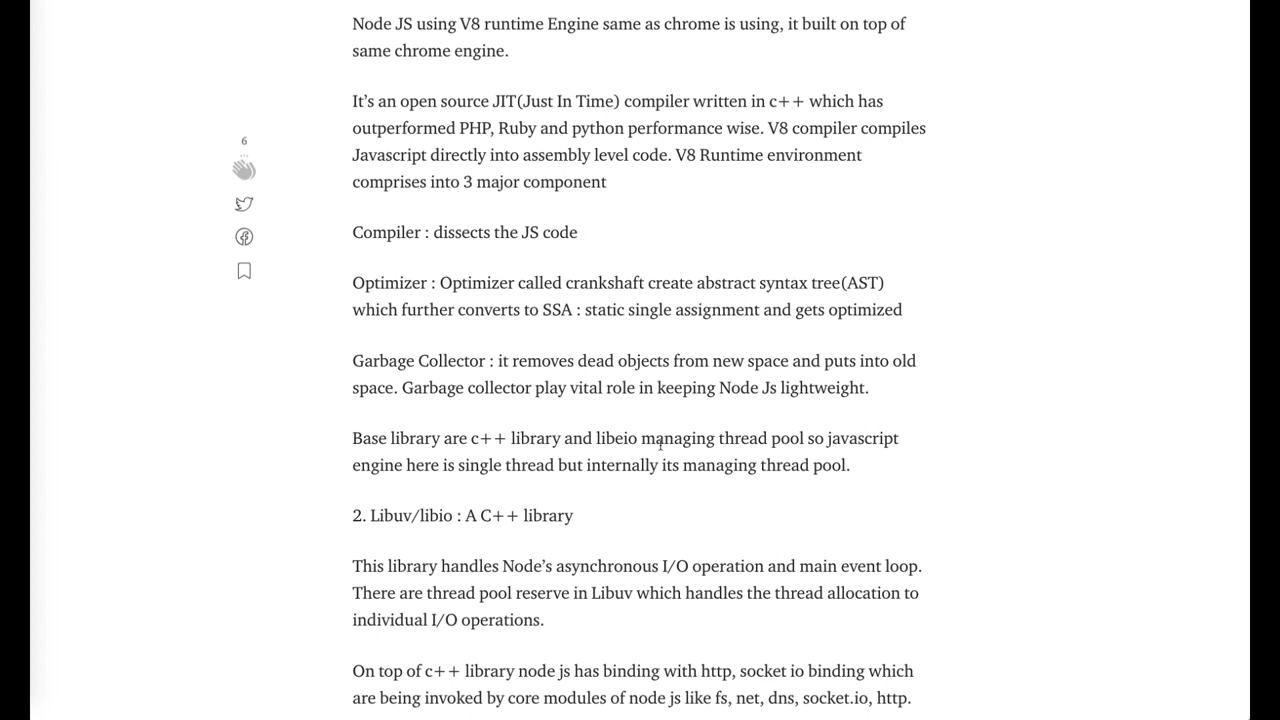 Node JS using V8 runtime Engine same as chrome is using, it built on top of
same chrome engine.
It’s an open source JIT(Just In Time) compiler written in c++ which has
outperformed PHP, Ruby and python performance wise. V8 compiler compiles
Javascript directly into assembly level code. V8 Runtime environment
comprises into 3 major component
6
Compiler : dissects the JS code
Optimizer : Optimizer called crankshaft create abstract syntax tree(AST)
which further converts to SSA : static single assignment and gets optimized
Garbage Collector : it removes dead objects from new space and puts into old
space. Garbage collector play vital role in keeping Node Js lightweight.
Base library are c++ library and libeio managing thread pool so javascript
engine here is single thread but internally its managing thread pool.
2. Libuv/libio : A C++ library
This library handles Node’s asynchronous I/O operation and main event loop.
There are thread pool reserve in Libuv which handles the thread allocation to
individual I/O operations.
On top of c++ library node js has binding with http, socket io binding which
are being invoked by core modules of node js like fs, net, dns, socket.io, http.